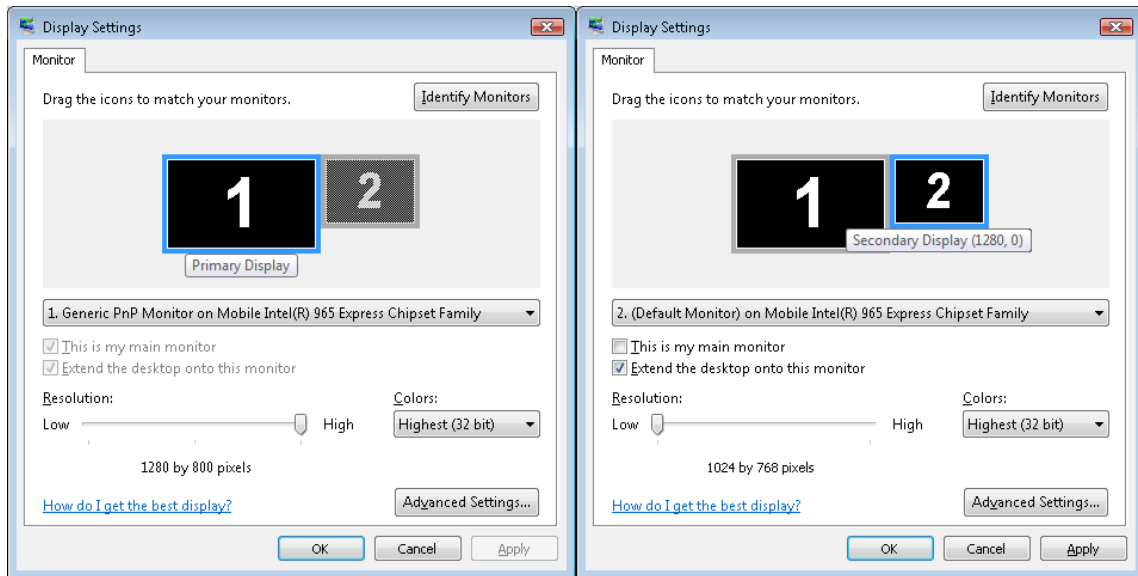 Display Settings
Monitor
Drag the icons to match your monitors.
Identify Monitors
1
2
Primary Display
1. Generic PnP Monitor on Mobile Intel(R) 965 Express Chipset Family
This is my main monitor
Extend the desktop onto this monitor
Resolution:
Colors:
Low
High
Highest (32 bit)
1280 by 800 pixels
How do I get the best display?
Advanced Settings...
OK
Cancel
Apply
Display Settings
Monitor
Drag the icons to match your monitors.
Identify Monitors
1
2
Secondary Display (1280, 0)
2. (Default Monitor) on Mobile Intel(R) 965 Express Chipset Family
This is my main monitor
Extend the desktop onto this monitor
Resolution:
Colors:
Low
High
Highest (32 bit)
1024 by 768 pixels
How do I get the best display?
Advanced Settings...
OK
Cancel
Apply